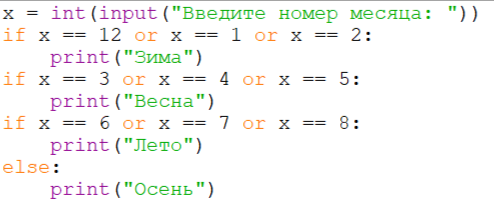 x = int(input("Введите номер месяца: "))
if x == 12 or x == 1 or x == 2:
    print("Зима")
if x == 3 or x == 4 or x == 5:
    print("Весна")
if x == 6 or x == 7 or x == 8:
    print("Лето")
else:
    print("Осень")